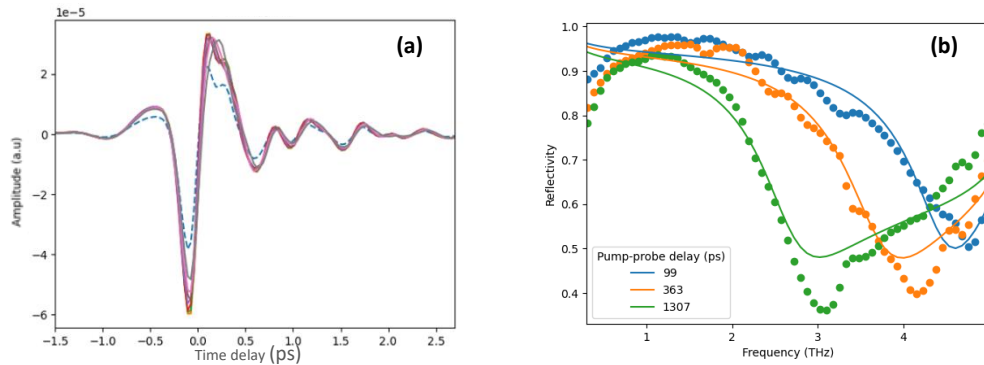 1e−5
(a)
2
0
−2
−4
−6
Amplitude (a.u)
−1.5 −1.0 −0.5 0.0 0.5 1.0 1.5 2.0 2.5
Time delay (ps)
(b)
1.0
0.9
0.8
0.7
0.6
0.5
0.4
Reflectivity
Pump-probe delay (ps)
99
363
1307
1 2 3 4
Frequency (THz)